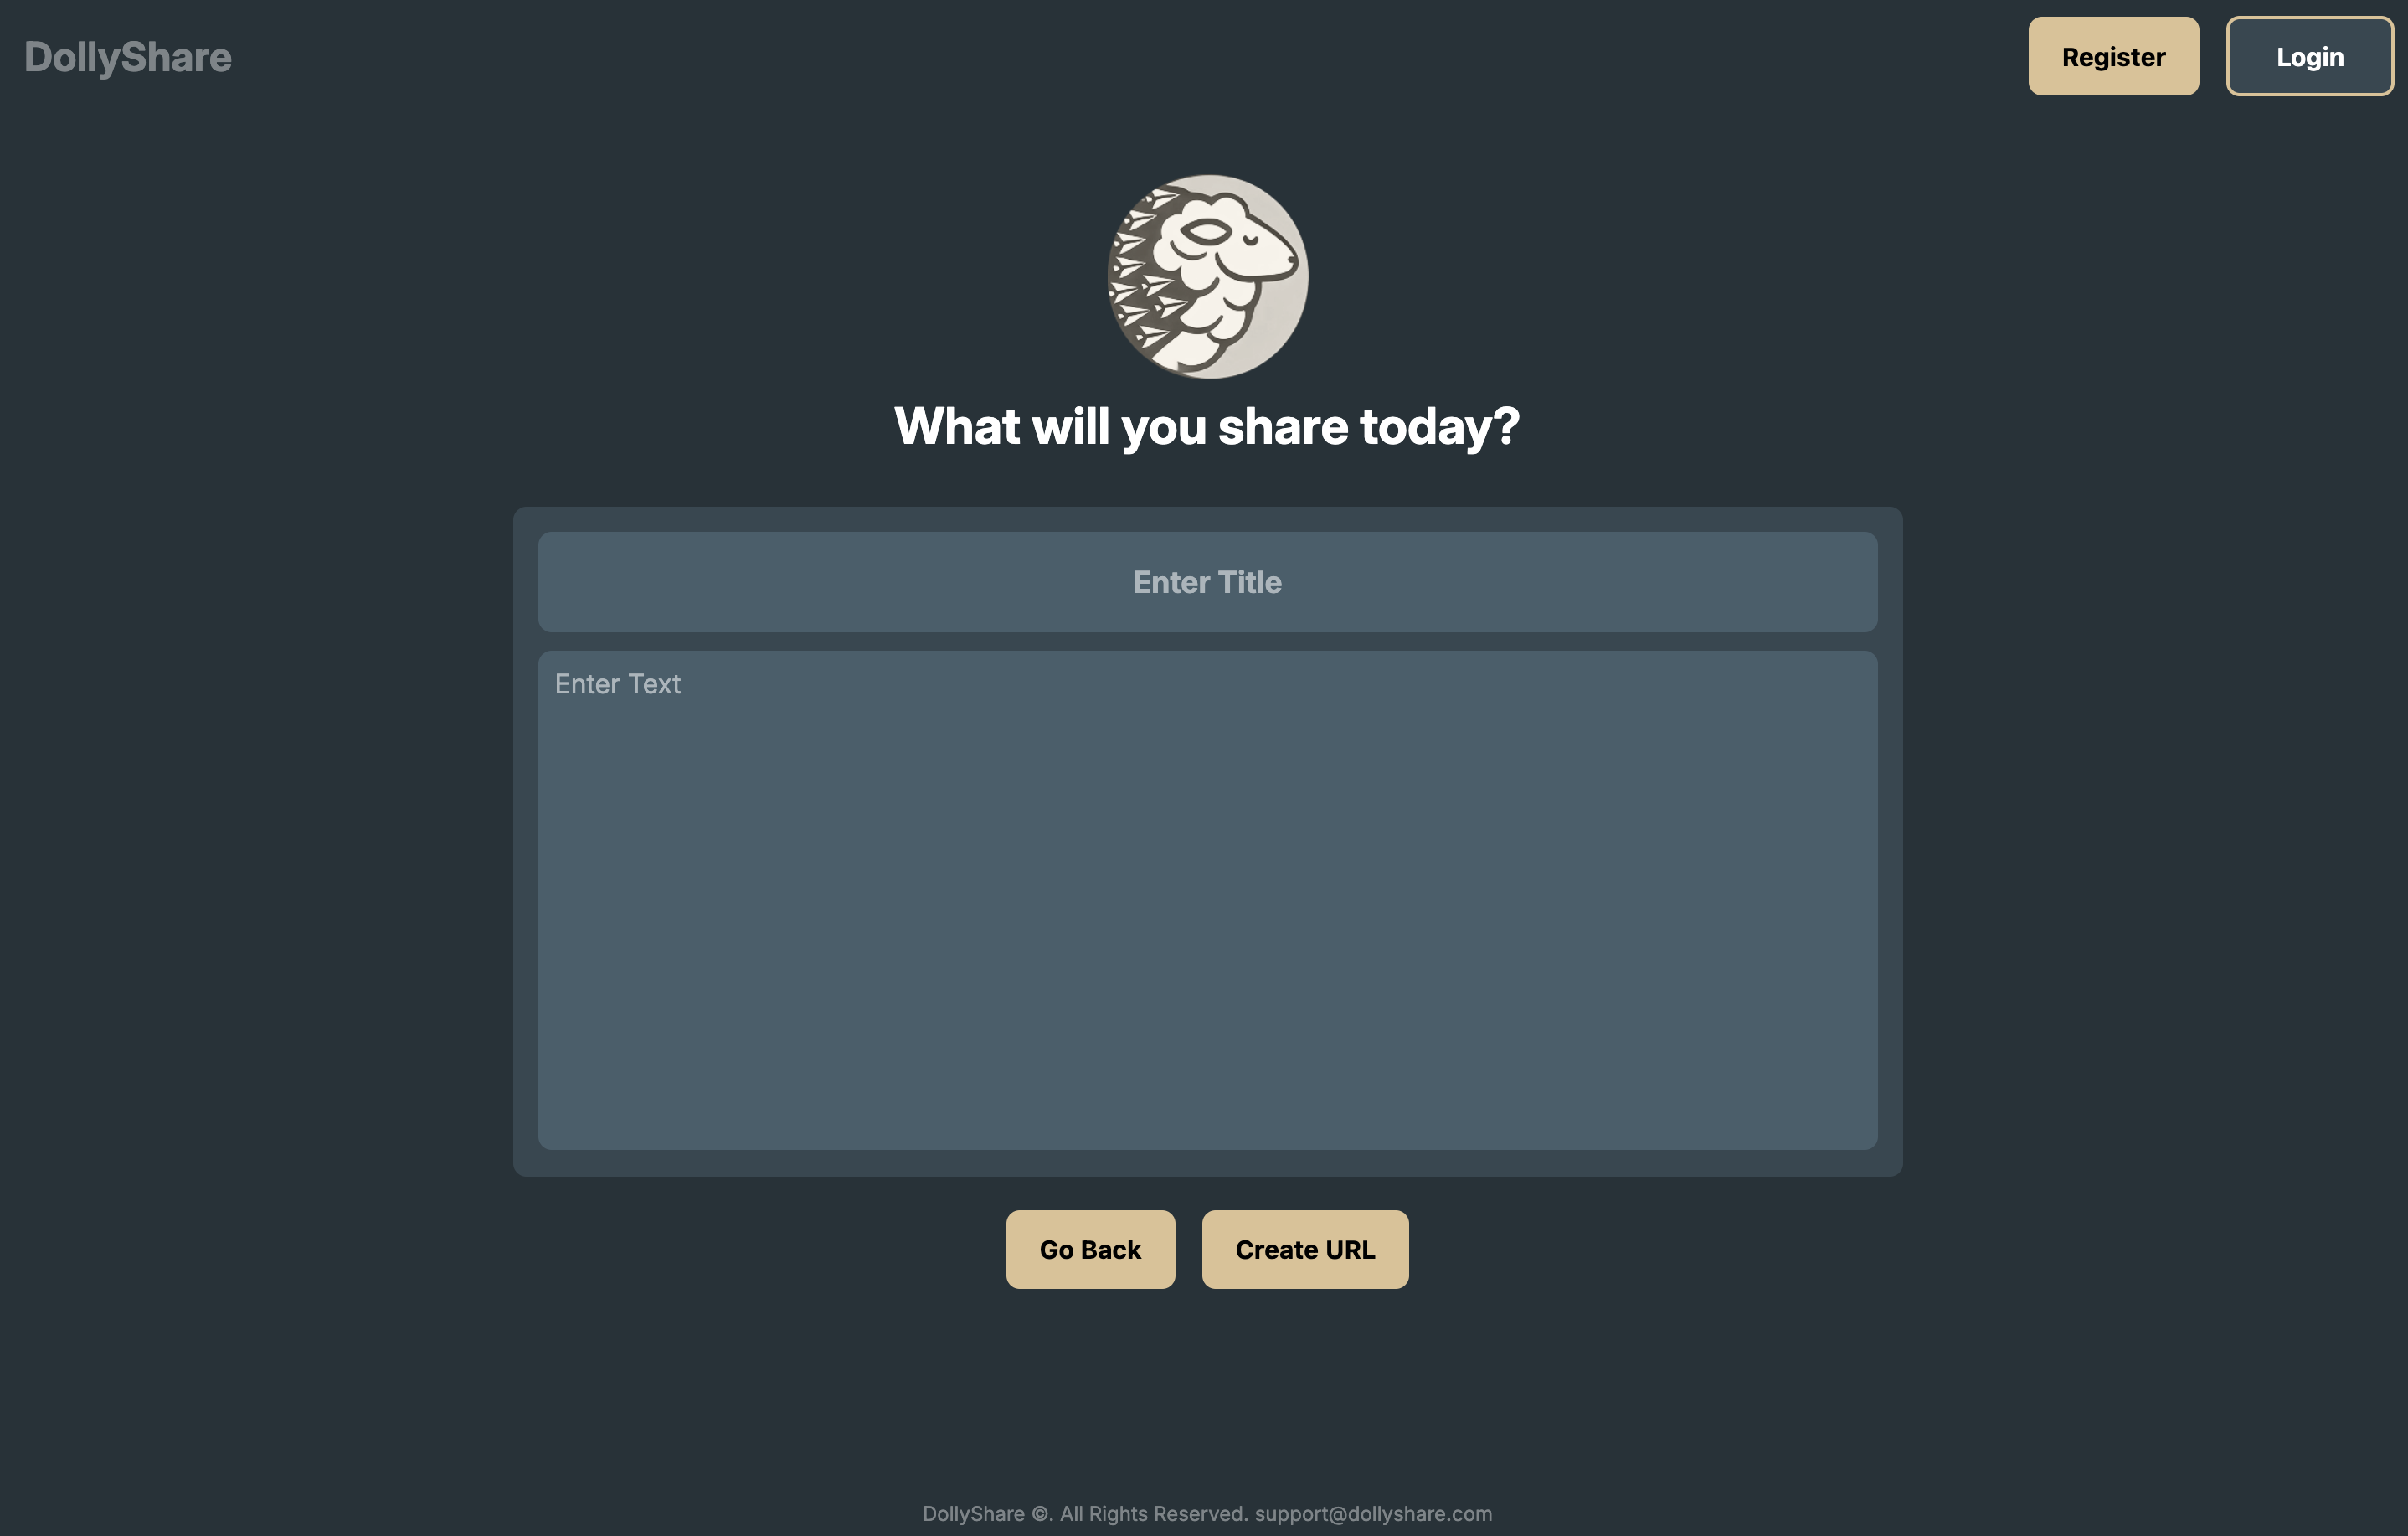 DollyShare
Register
Login
What will you share today?
Enter Title
Enter Text
Go Back
Create URL
DollyShare ©. All Rights Reserved. support@dollyshare.com